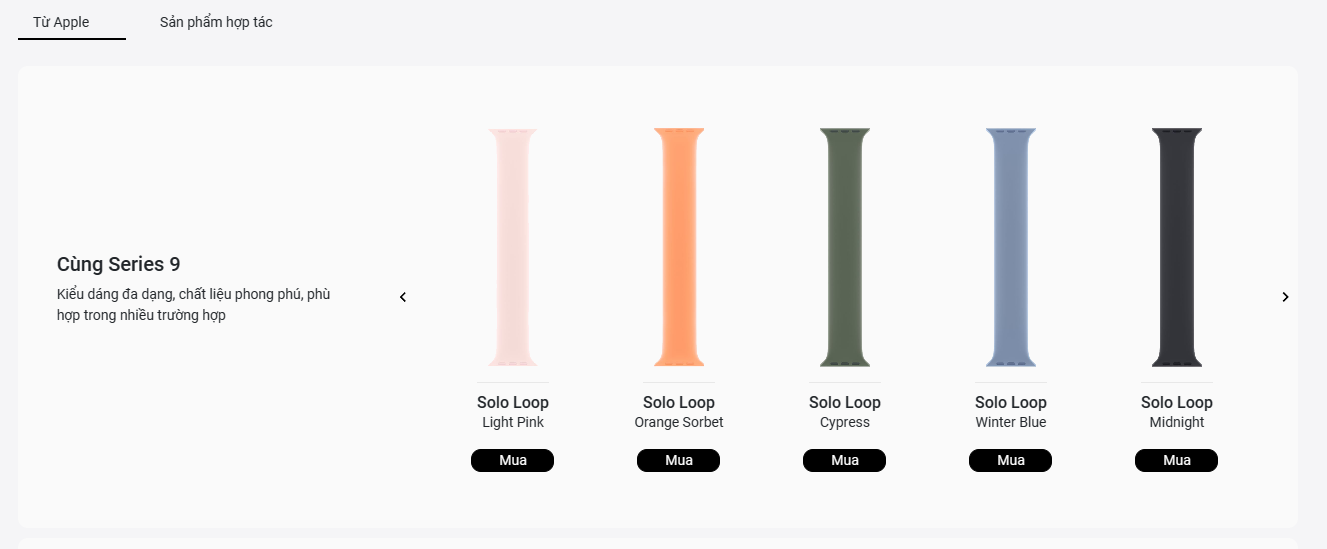 Từ Apple
Sản phẩm hợp tác
Cùng Series 9
Kiểu dáng đa dạng, chất liệu phong phú, phù
hợp trong nhiều trường hợp
Solo Loop
Light Pink
Mua
Solo Loop
Orange Sorbet
Mua
Solo Loop
Cypress
Mua
Solo Loop
Winter Blue
Mua
Solo Loop
Midnight
Mua